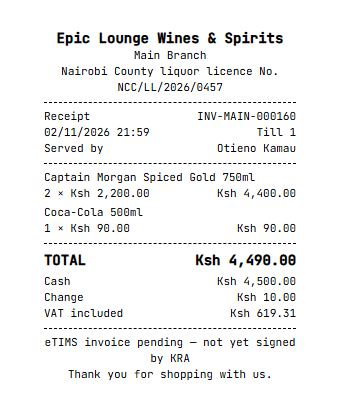 Epic Lounge Wines & Spirits
Main Branch
Nairobi County liquor licence No.
NCC/LL/2026/0457
Receipt INV-MAIN-000160
02/11/2026 21:59 Till 1
Served by Otieno Kamau
Captain Morgan Spiced Gold 750ml
2 × Ksh 2,200.00 Ksh 4,400.00
Coca-Cola 500ml
1 × Ksh 90.00 Ksh 90.00
TOTAL Ksh 4,490.00
Cash Ksh 4,500.00
Change Ksh 10.00
VAT included Ksh 619.31
eTIMS invoice pending — not yet signed
by KRA
Thank you for shopping with us.